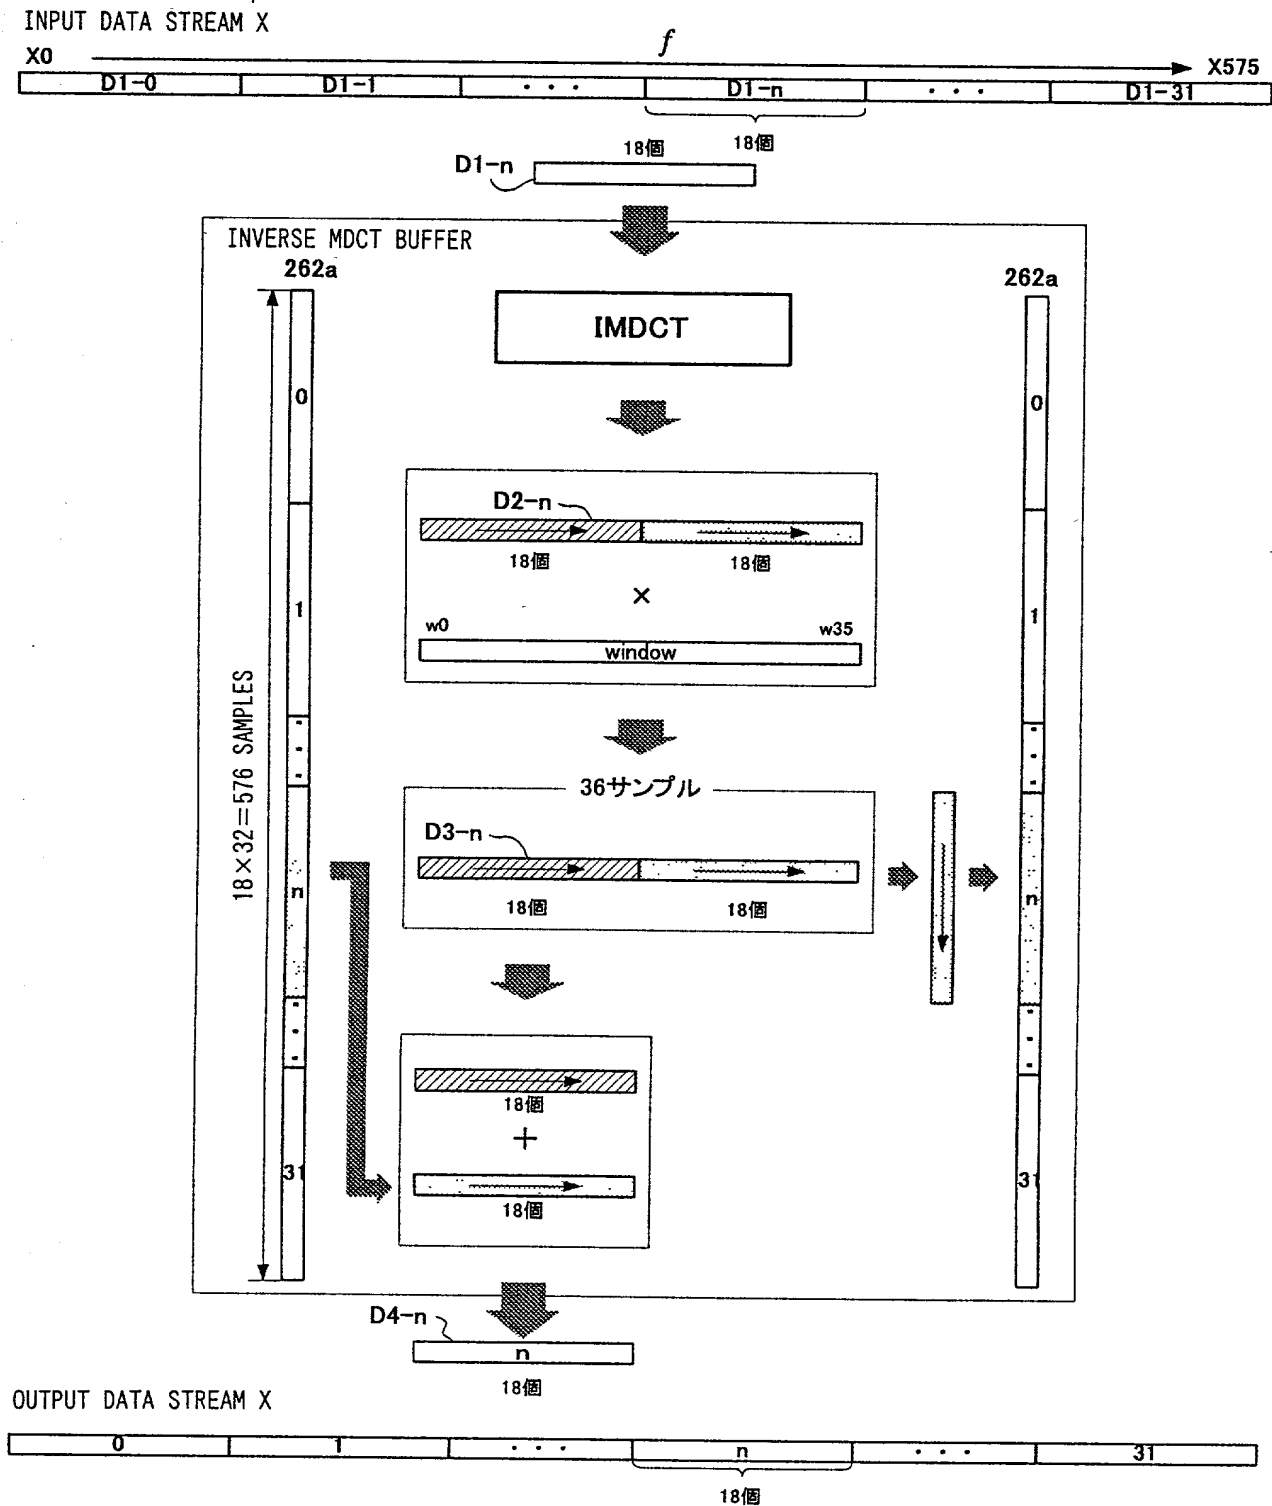 INPUT DATA STREAM X
f
X0
X575
D1-0 D1-1 ･･･ D1-n ･･･ D1-31
18個
18個
D1-n
INVERSE MDCT BUFFER
262a
262a
IMDCT
0
0
D2-n
18個 18個
1
1
×
w0 w35
window
18×32=576 SAMPLES
36サンプル
D3-n
n
n
18個 18個
18個
+
31
31
18個
D4-n
n
18個
OUTPUT DATA STREAM X
0 1 ･･･ n ･･･ 31
18個